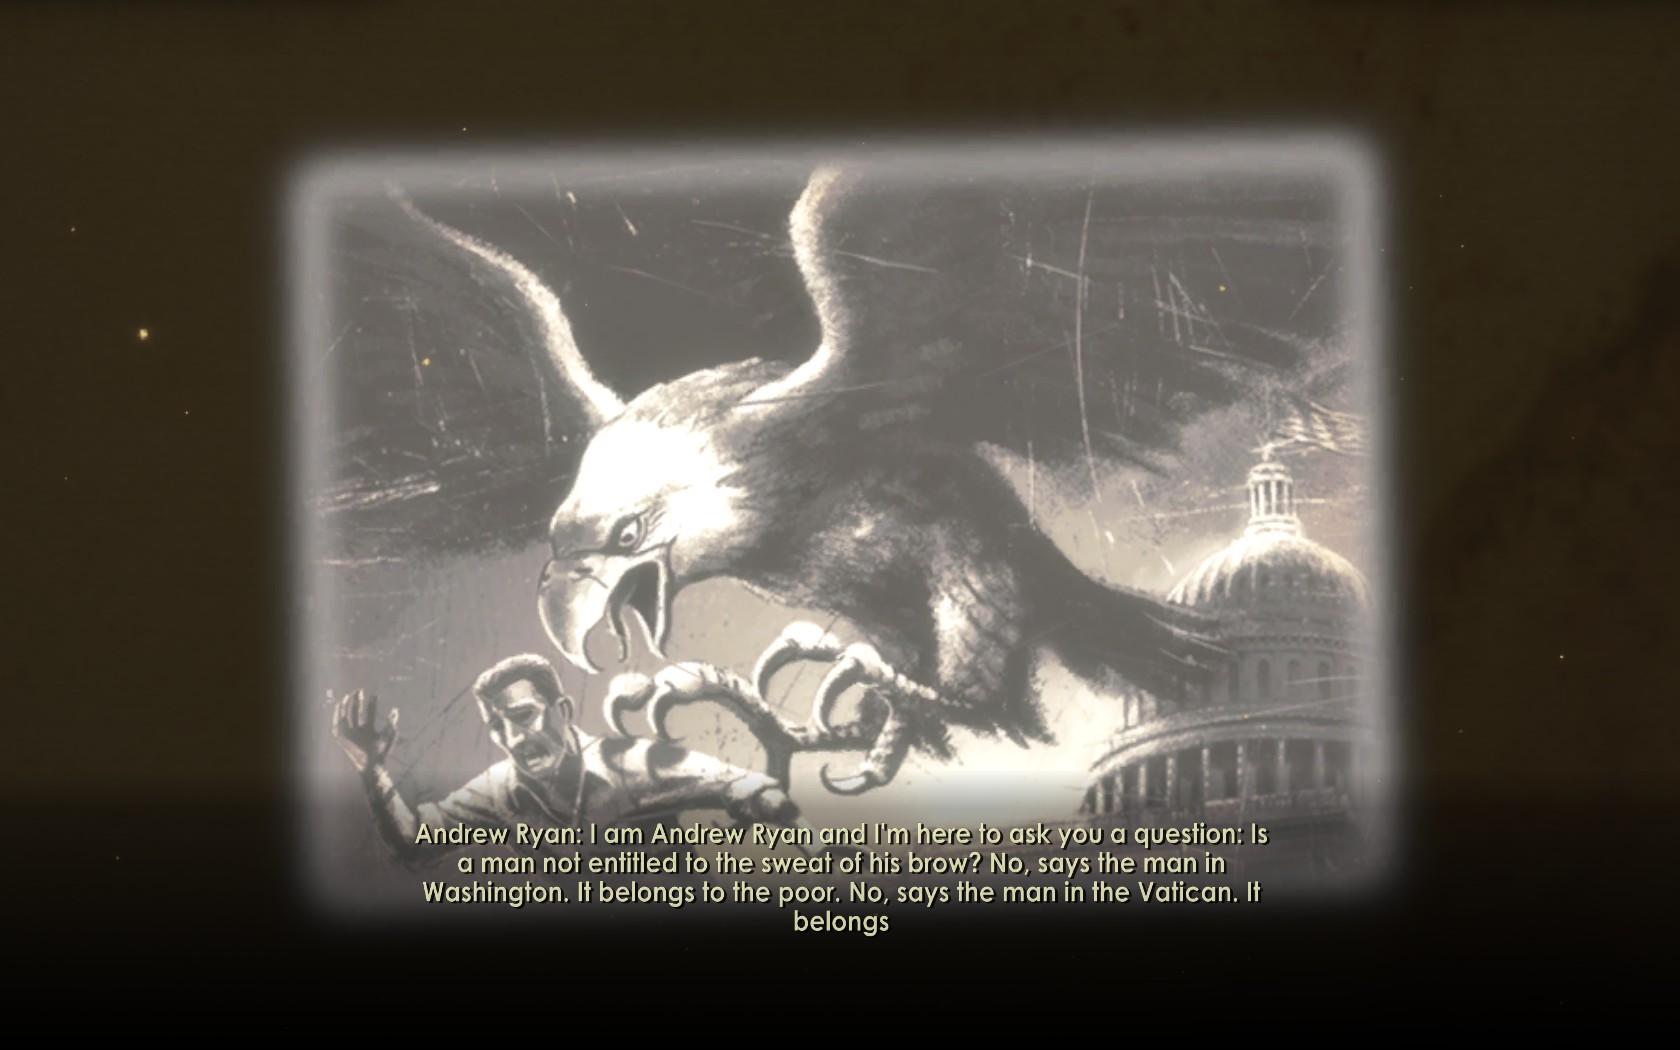 Andrew Ryan: I am Andrew Ryan and I'm here to ask you a question: Is
a man not entitled to the sweat of his brow? No, says the man in
Washington. It belongs to the poor. No, says the man in the Vatican. It
belongs